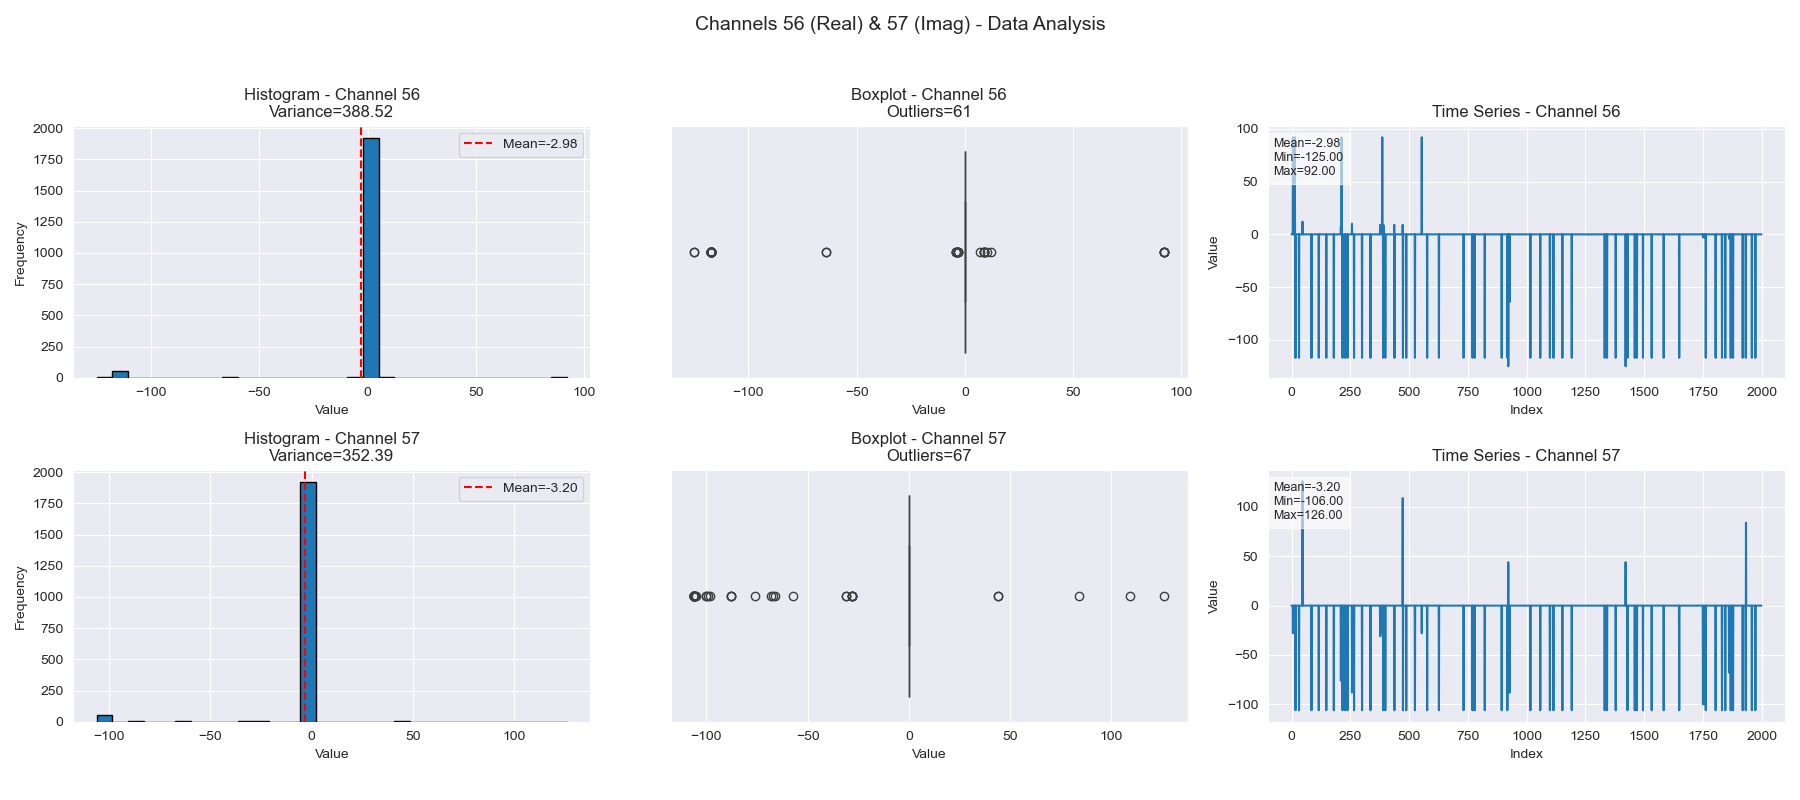 Channels 56 (Real) & 57 (Imag) - Data Analysis
Histogram - Channel 56
Variance=388.52
Mean=-2.98
Frequency
2000
1750
1500
1250
1000
750
500
250
0
−100
−50
0
50
100
Value
Boxplot - Channel 56
Outliers=61
−100
−50
0
50
100
Value
Time Series - Channel 56
Mean=-2.98
Min=-125.00
Max=92.00
Value
100
50
0
−50
−100
0
250
500
750
1000
1250
1500
1750
2000
Index
Histogram - Channel 57
Variance=352.39
Mean=-3.20
Frequency
2000
1750
1500
1250
1000
750
500
250
0
−100
−50
0
50
100
Value
Boxplot - Channel 57
Outliers=67
−100
−50
0
50
100
Value
Time Series - Channel 57
Mean=-3.20
Min=-106.00
Max=126.00
Value
100
50
0
−50
−100
0
250
500
750
1000
1250
1500
1750
2000
Index